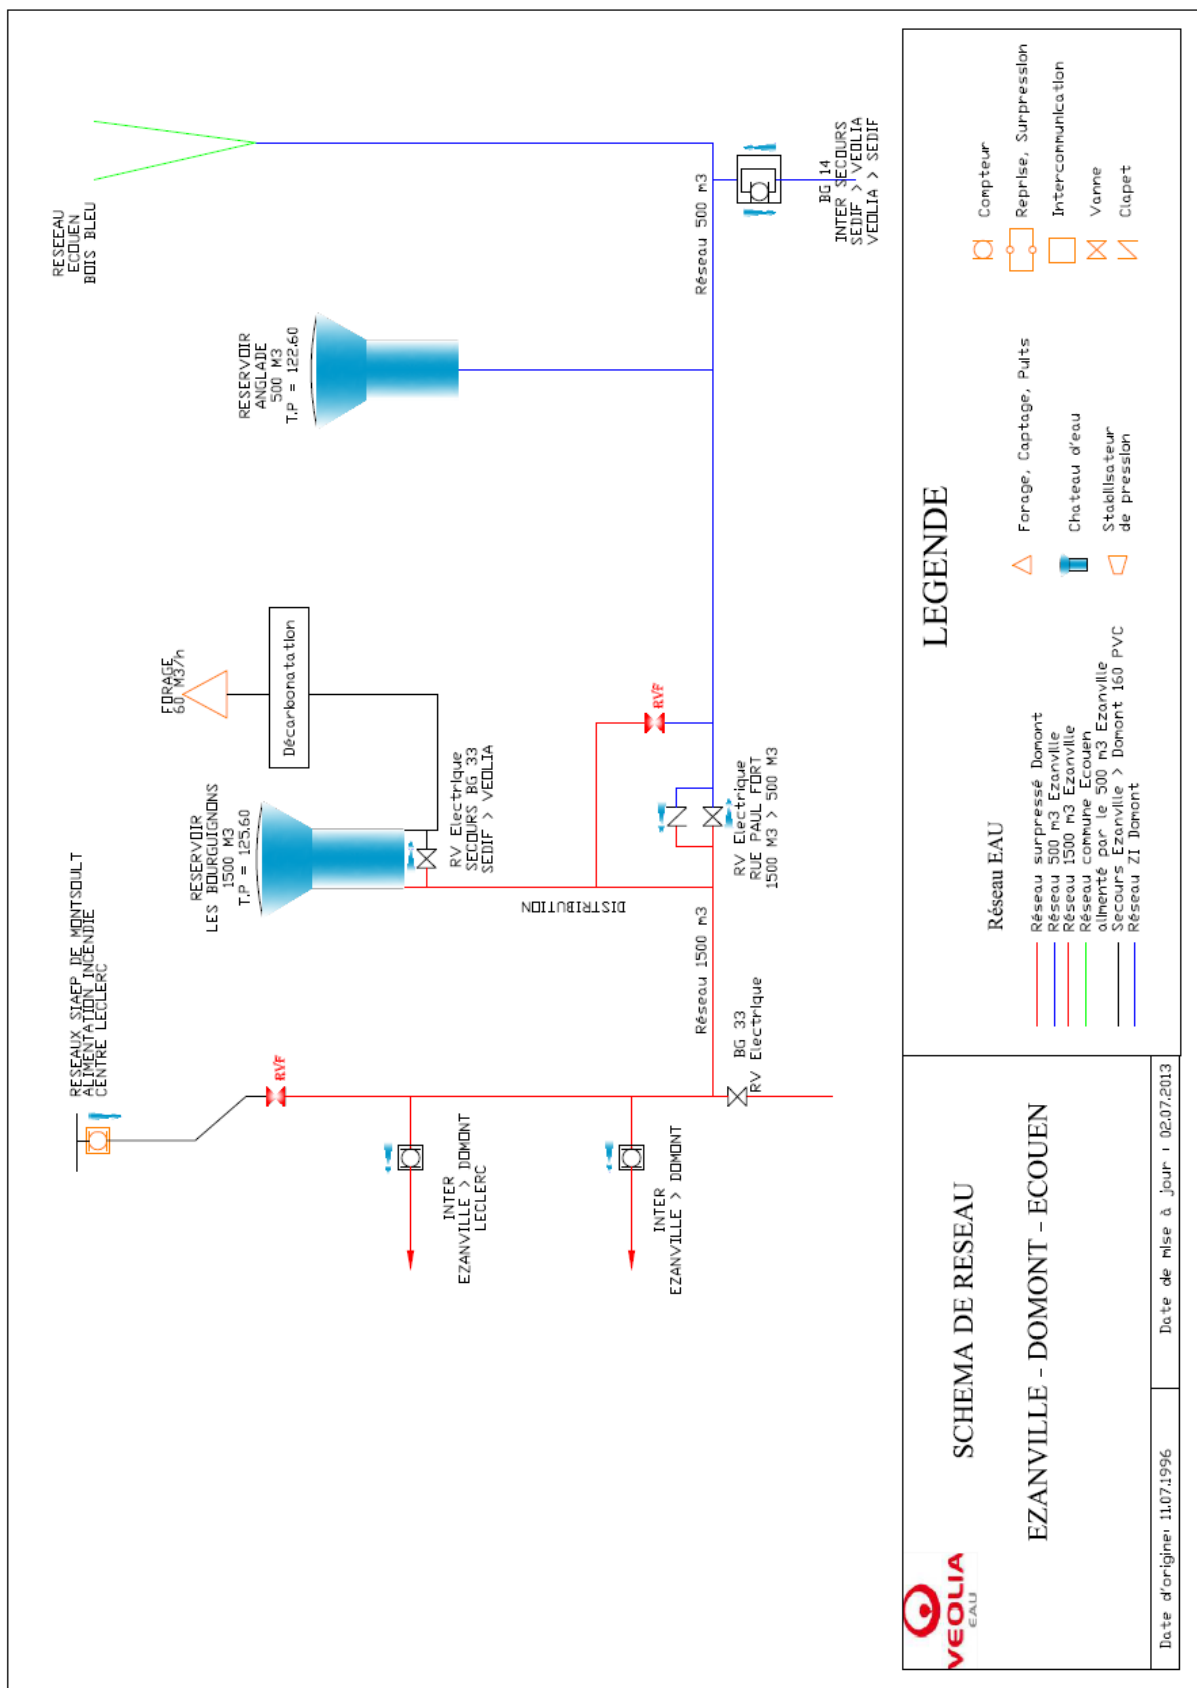 RESEEAU
ECOUEN
BOIS BLEU
RESERVOIR
ANGLADE
500 M3
T.P = 122.60
Réseau 500 m3
BG 14
INTER SECOURS
SEDIF > VEOLIA
VEOLIA > SEDIF
FORAGE
60 M3/h
Décarbonatation
RESERVOIR
LES BOURGUIGNONS
1500 M3
T.P = 125.60
RV Electrique
SECOURS BG 33
SEDIF > VEOLIA
RVF
RV Electrique
RUE PAUL FORT
1500 M3 > 500 M3
DISTRIBUTION
Réseau 1500 m3
BG 33
RV Electrique
RESEAUX SIAEP DE MONTSOULT
ALIMENTATION INCENDIE
CENTRE LECLERC
RVF
INTER
EZANVILLE > DOMONT
LECLERC
INTER
EZANVILLE > DOMONT
LEGENDE
Réseau EAU
Réseau surpressé Domont
Réseau 500 m3 Ezanville
Réseau 1500 m3 Ezanville
Réseau commune Ecouen
alimenté par le 500 m3 Ezanville
Secours Ezanville > Domont 160 PVC
Réseau ZI Domont
Forage, Captage, Puits
Chateau d'eau
Stabilisateur
de pression
Compteur
Reprise, Surpression
Intercommunication
Vanne
Clapet
VEOLIA
EAU
SCHEMA DE RESEAU
EZANVILLE - DOMONT - ECOUEN
Date d'origine: 11.07.1996
Date de mise à jour : 02.07.2013